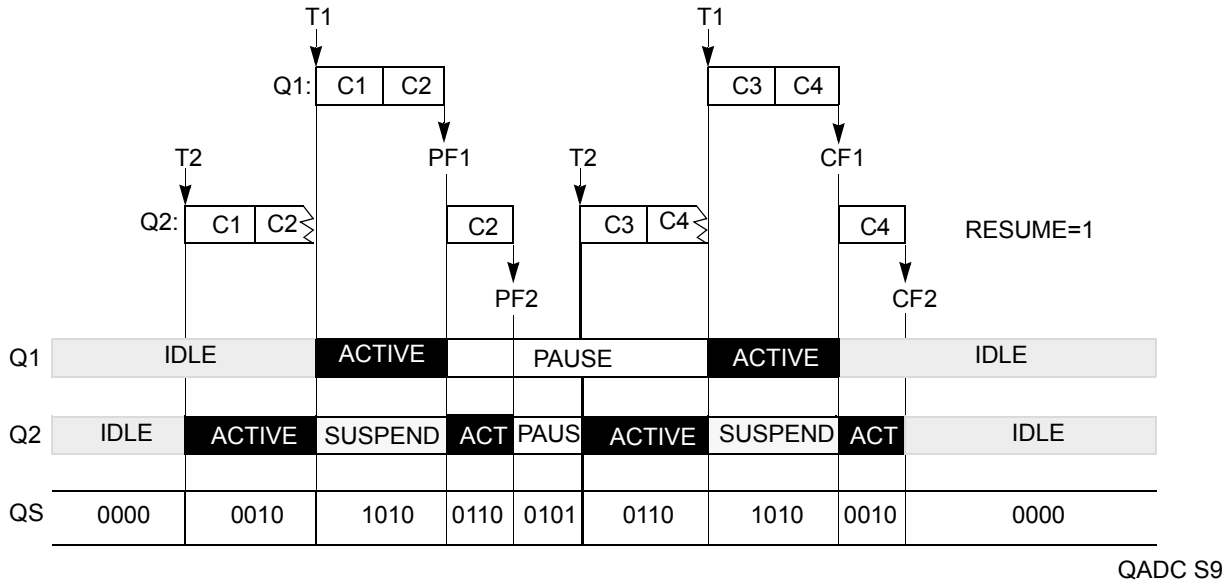 T1 T1
Q1: C1 C2 C3 C4
T2 PF1 T2 CF1
Q2: C1 C2 C2 C3 C4 C4 RESUME=1
PF2 CF2
Q1 IDLE ACTIVE PAUSE ACTIVE IDLE
Q2 IDLE ACTIVE SUSPEND ACT PAUS ACTIVE SUSPEND ACT IDLE
QS 0000 0010 1010 0110 0101 0110 1010 0010 0000
QADC S9